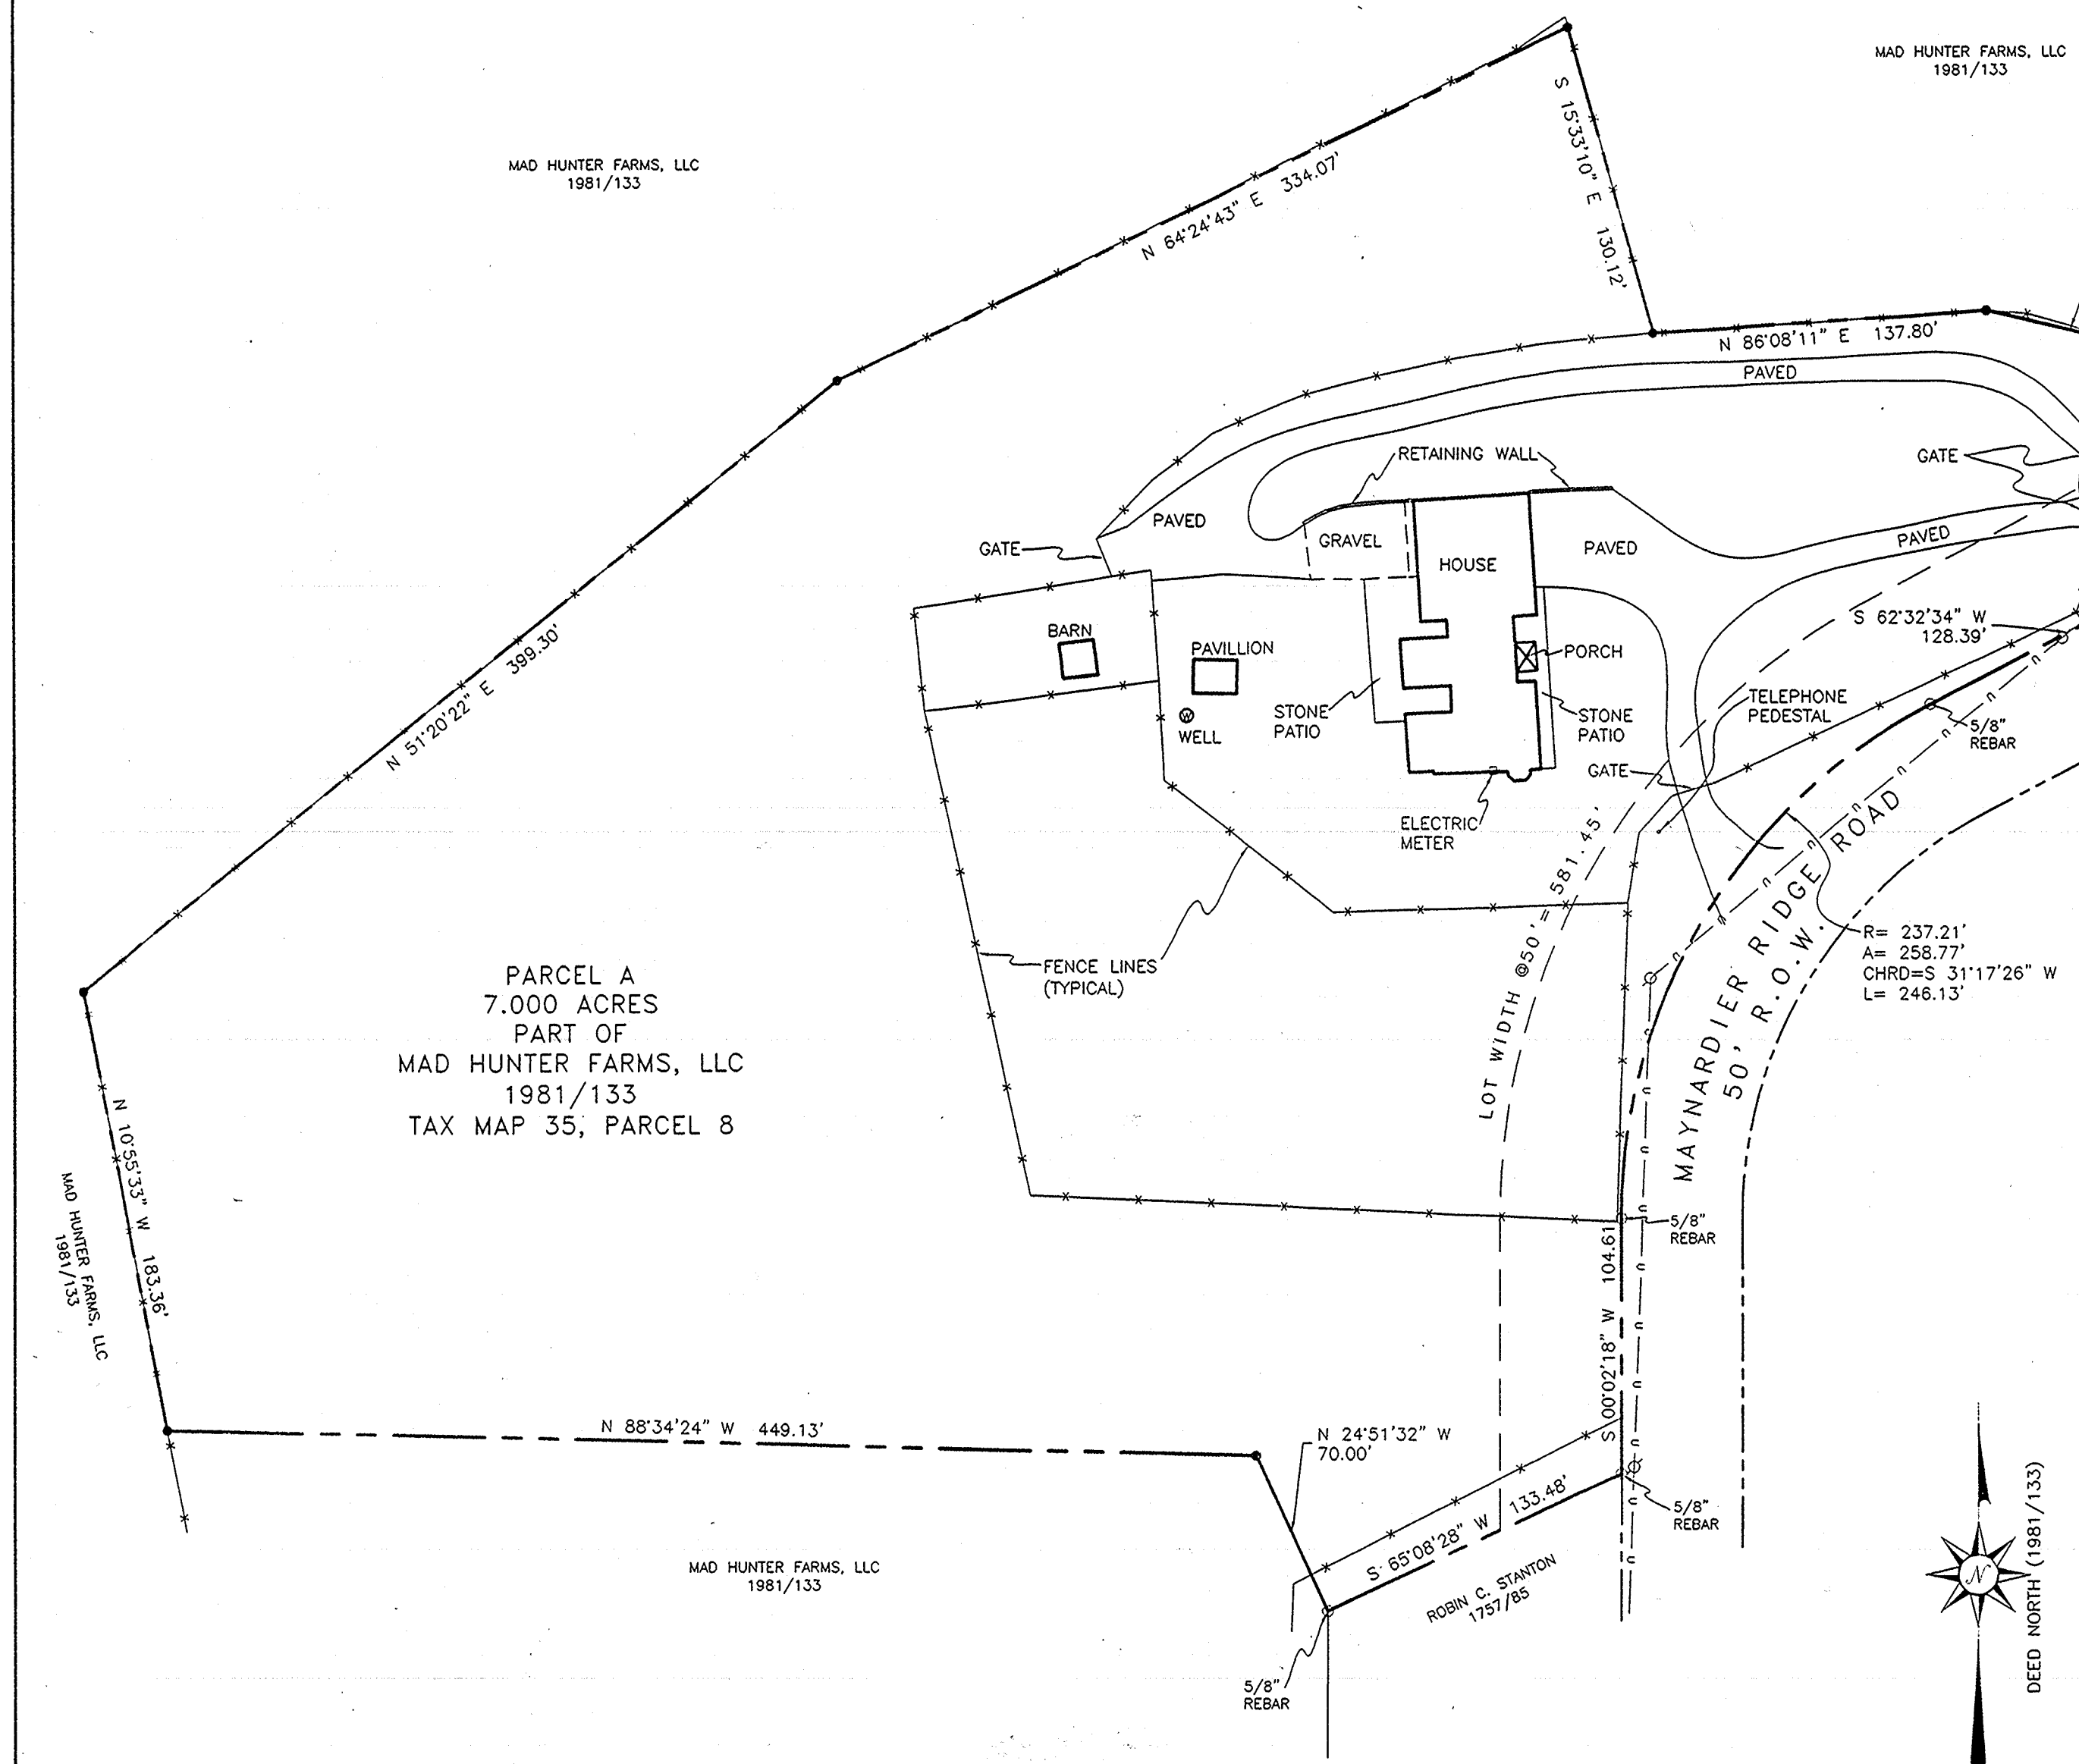 MAD HUNTER FARMS, LLC
1981/133
MAD HUNTER FARMS, LLC
1981/133
N 64°24'43" E 334.07'
S 15°33'10" E 130.12'
N 86°08'11" E 137.80'
PAVED
RETAINING WALL
GATE
PAVED
GRAVEL
HOUSE
PAVED
PAVED
GATE
S 62°32'34" W
128.39'
BARN
PAVILLION
PORCH
N 51°20'22" E 399.30'
TELEPHONE
PEDESTAL
STONE
PATIO
STONE
PATIO
5/8"
REBAR
W
WELL
GATE
ELECTRIC
METER
LOT WIDTH @50'= 581.45'
MAYNARDIER RIDGE ROAD
50' R.O.W.
R= 237.21'
A= 258.77'
CHRD=S 31°17'26" W
L= 246.13'
FENCE LINES
(TYPICAL)
PARCEL A
7.000 ACRES
PART OF
MAD HUNTER FARMS, LLC
1981/133
TAX MAP 35, PARCEL 8
N 10°55'33" W 183.36'
MAD HUNTER FARMS, LLC
1981/133
5/8"
REBAR
S 00°02'18" W 104.61
N 88°34'24" W 449.13'
N 24°51'32" W
70.00'
S 65°08'28" W 133.48'
5/8"
REBAR
ROBIN C. STANTON
1757/85
MAD HUNTER FARMS, LLC
1981/133
5/8"
REBAR
N
DEED NORTH (1981/133)